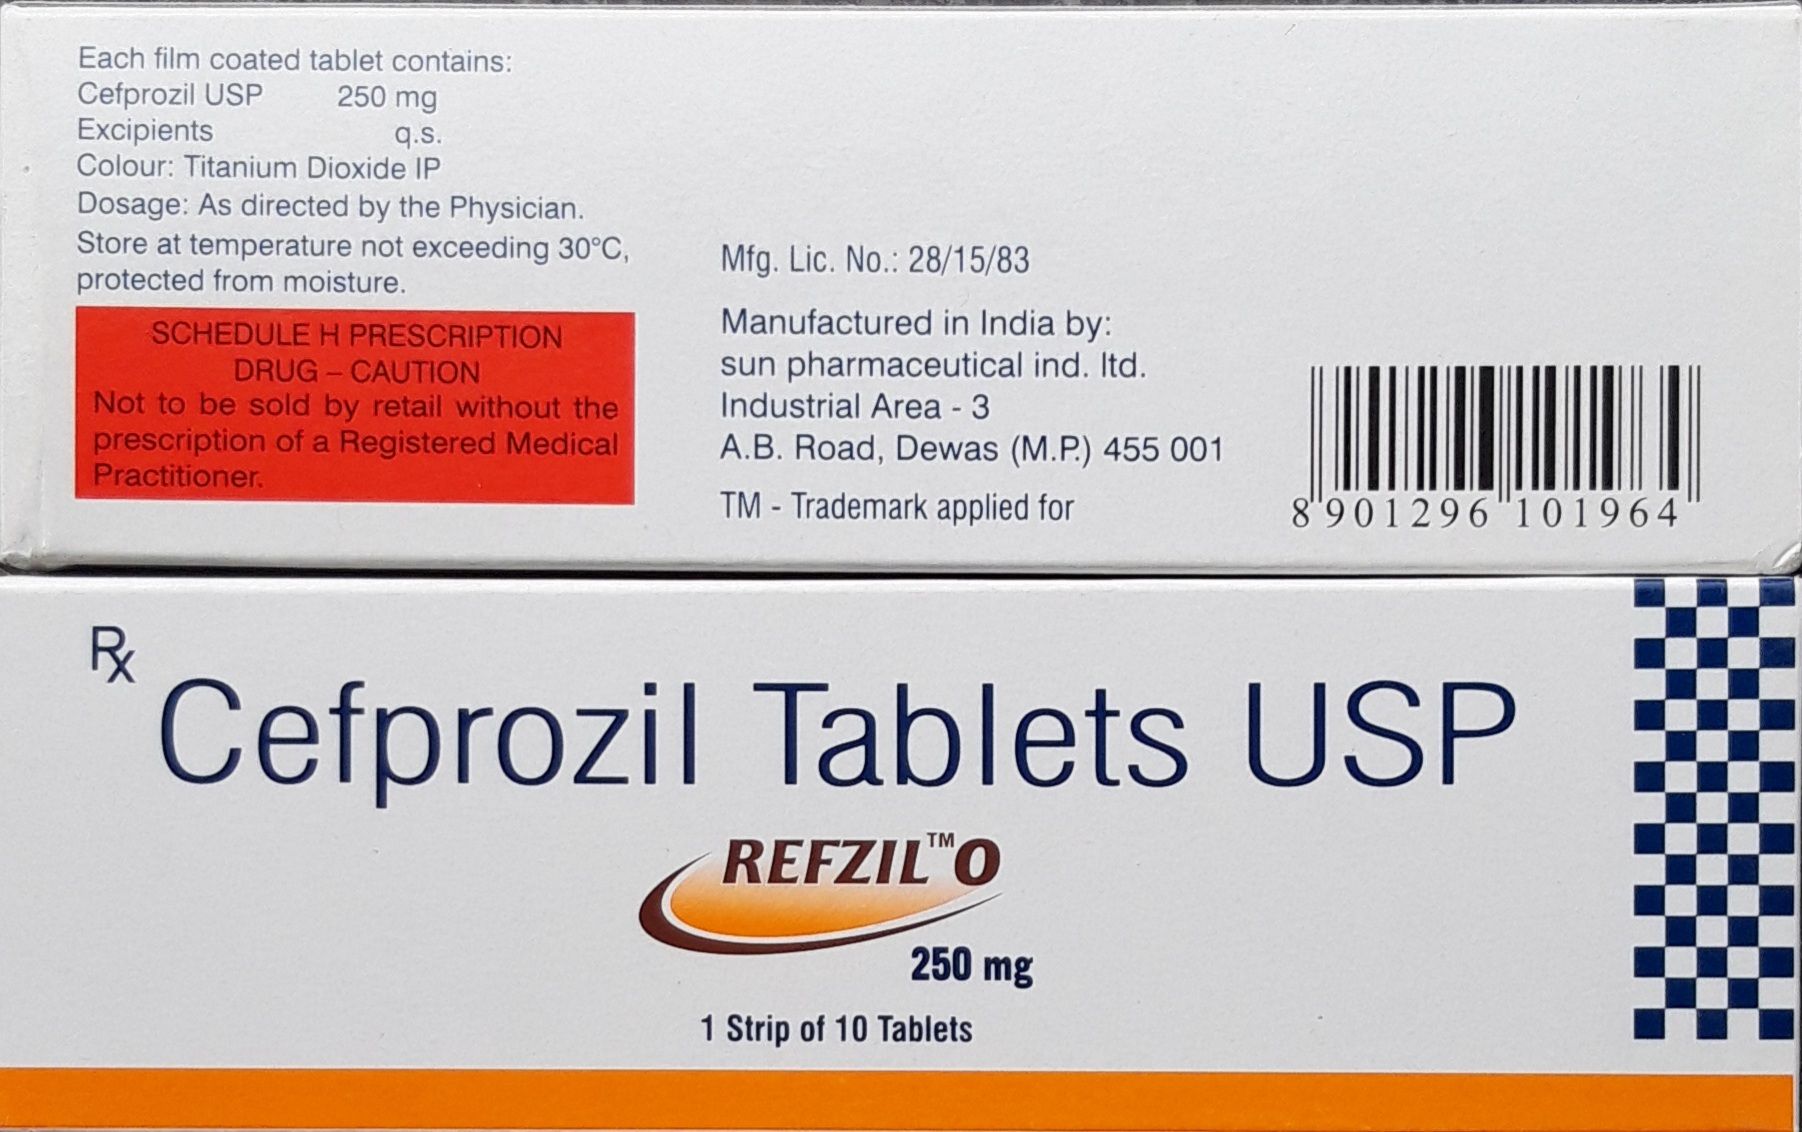 Each film coated tablet contains:
Cefprozil USP 250 mg
Excipients q.s.
Colour: Titanium Dioxide IP
Dosage: As directed by the Physician.
Store at temperature not exceeding 30°C,
protected from moisture.
SCHEDULE H PRESCRIPTION
DRUG – CAUTION
Not to be sold by retail without the
prescription of a Registered Medical
Practitioner.
Mfg. Lic. No.: 28/15/83
Manufactured in India by:
sun pharmaceutical ind. ltd.
Industrial Area - 3
A.B. Road, Dewas (M.P.) 455 001
TM - Trademark applied for
8 901296 101964
Rx
Cefprozil Tablets USP
REFZIL™ O
250 mg
1 Strip of 10 Tablets